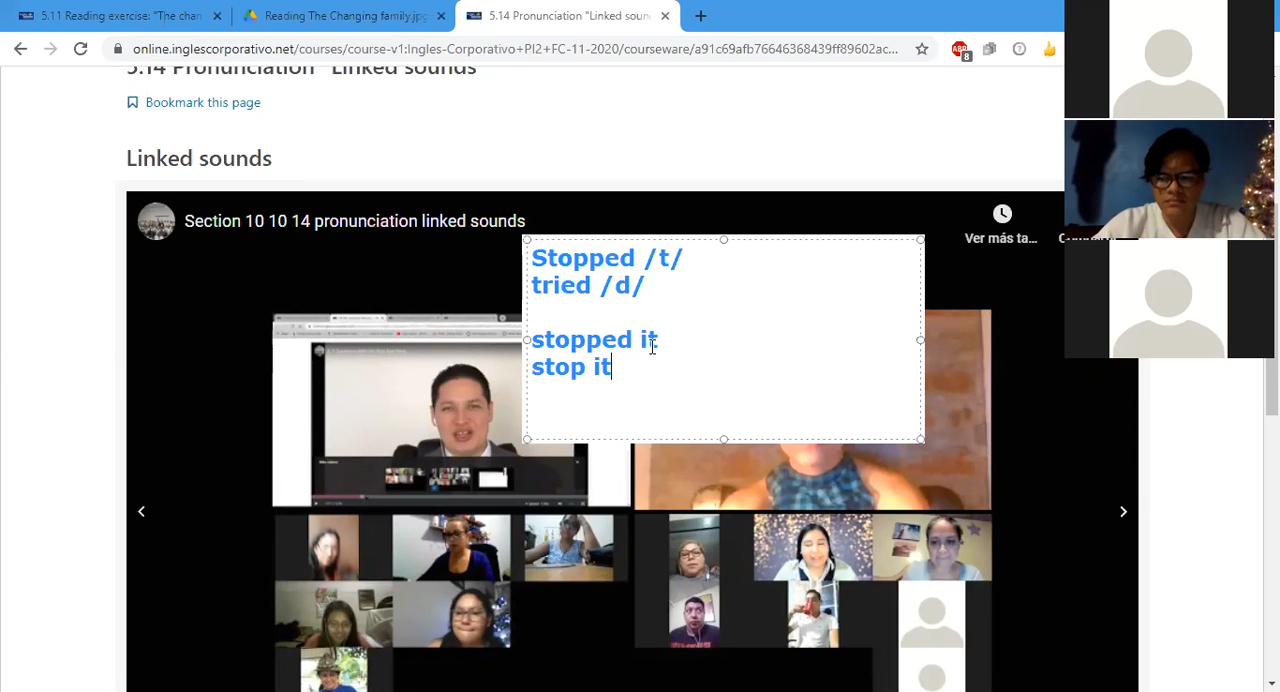 5.11 Reading exercise: "The chan
Reading The Changing family.jpg
5.14 Pronunciation "Linked soun
online.inglescorporativo.net/courses/course-v1:Ingles-Corporativo+PI2+FC-11-2020/courseware/a91c69afb76646368439ff89602ac...
8
5.14 Pronunciation "Linked sounds
Bookmark this page
Linked sounds
Section 10 10 14 pronunciation linked sounds
Ver más ta...
Stopped /t/
tried /d/
stopped it
stop it